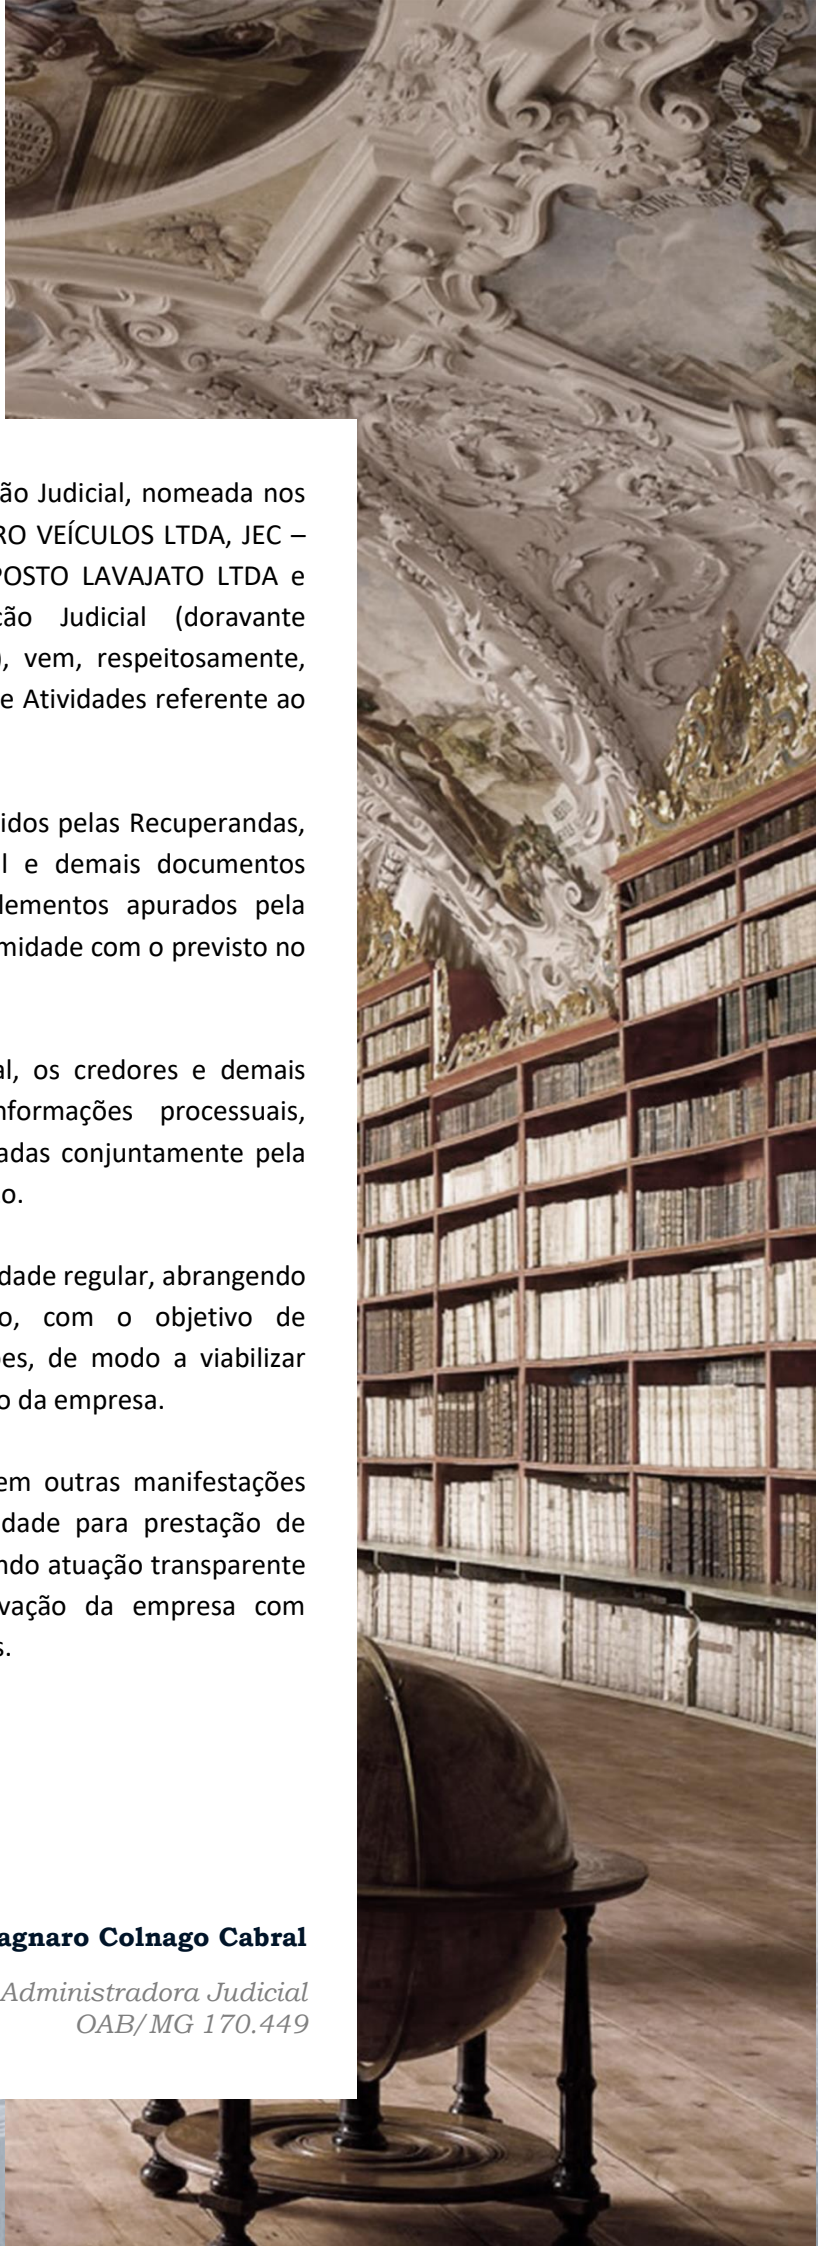 ão Judicial, nomeada nos
RO VEÍCULOS LTDA, JEC –
POSTO LAVAJATO LTDA e
ção Judicial (doravante
), vem, respeitosamente,
e Atividades referente ao
idos pelas Recuperandas,
l e demais documentos
lementos apurados pela
midade com o previsto no
al, os credores e demais
nformações processuais,
adas conjuntamente pela
o.
dade regular, abrangendo
o, com o objetivo de
ões, de modo a viabilizar
o da empresa.
em outras manifestações
idade para prestação de
ndo atuação transparente
vação da empresa com
s.
agnaro Colnago Cabral
Administradora Judicial
OAB/MG 170.449